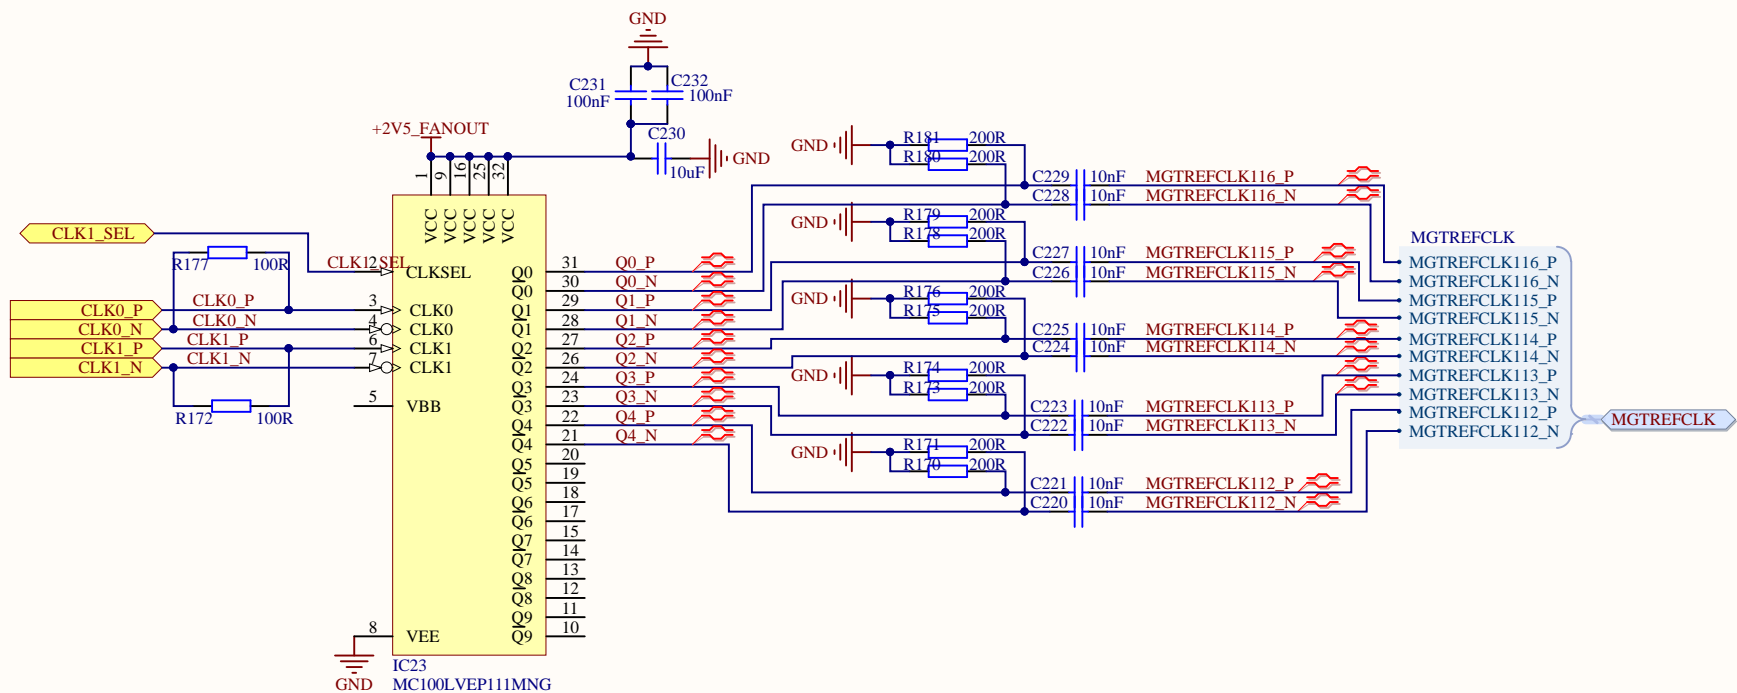 GND
C231
100nF
C232
100nF
+2V5_FANOUT
C230
10uF
GND
1
9
16
25
32
VCC
VCC
VCC
VCC
VCC
CLK1_SEL
R177
100R
CLK1_SEL
2
CLKSEL
CLK0_P
CLK0_P
3
CLK0
CLK0_N
CLK0_N
4
CLK0
CLK1_P
CLK1_P
6
CLK1
CLK1_N
CLK1_N
7
CLK1
R172
100R
5
VBB
8
VEE
GND
IC23
MC100LVEP111MNG
Q0 31 Q0_P
Q0 30 Q0_N
Q1 29 Q1_P
Q1 28 Q1_N
Q2 27 Q2_P
Q2 26 Q2_N
Q3 24 Q3_P
Q3 23 Q3_N
Q4 22 Q4_P
Q4 21 Q4_N
Q5 20
Q5 19
Q6 18
Q6 17
Q7 15
Q7 14
Q8 13
Q8 12
Q9 11
Q9 10
GND
R181 200R
R180 200R
C229 10nF MGTREFCLK116_P
C228 10nF MGTREFCLK116_N
GND
R179 200R
R178 200R
C227 10nF MGTREFCLK115_P
C226 10nF MGTREFCLK115_N
GND
R176 200R
R175 200R
C225 10nF MGTREFCLK114_P
C224 10nF MGTREFCLK114_N
GND
R174 200R
R173 200R
C223 10nF MGTREFCLK113_P
C222 10nF MGTREFCLK113_N
GND
R171 200R
R170 200R
C221 10nF MGTREFCLK112_P
C220 10nF MGTREFCLK112_N
MGTREFCLK
MGTREFCLK116_P
MGTREFCLK116_N
MGTREFCLK115_P
MGTREFCLK115_N
MGTREFCLK114_P
MGTREFCLK114_N
MGTREFCLK113_P
MGTREFCLK113_N
MGTREFCLK112_P
MGTREFCLK112_N
MGTREFCLK